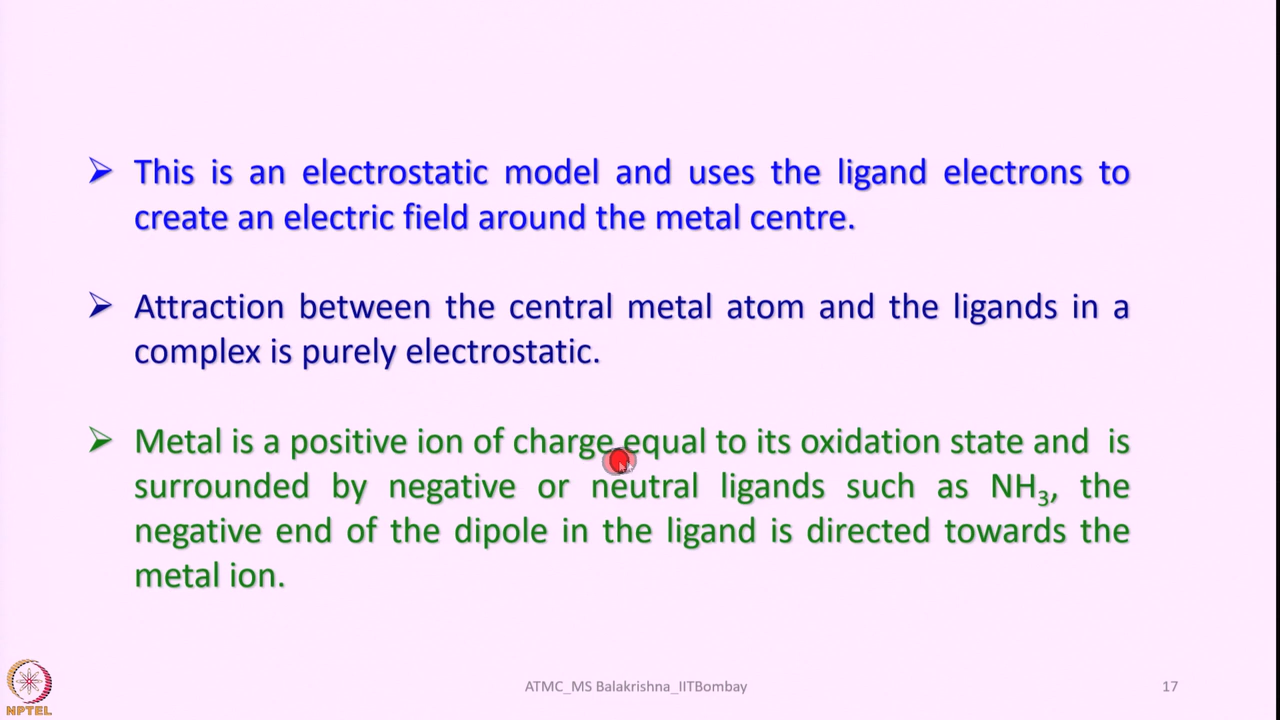 ➢ This is an electrostatic model and uses the ligand electrons to
create an electric field around the metal centre.
➢ Attraction between the central metal atom and the ligands in a
complex is purely electrostatic.
➢ Metal is a positive ion of charge equal to its oxidation state and is
surrounded by negative or neutral ligands such as NH₃, the
negative end of the dipole in the ligand is directed towards the
metal ion.
NPTEL
ATMC_MS Balakrishna_IITBombay
17